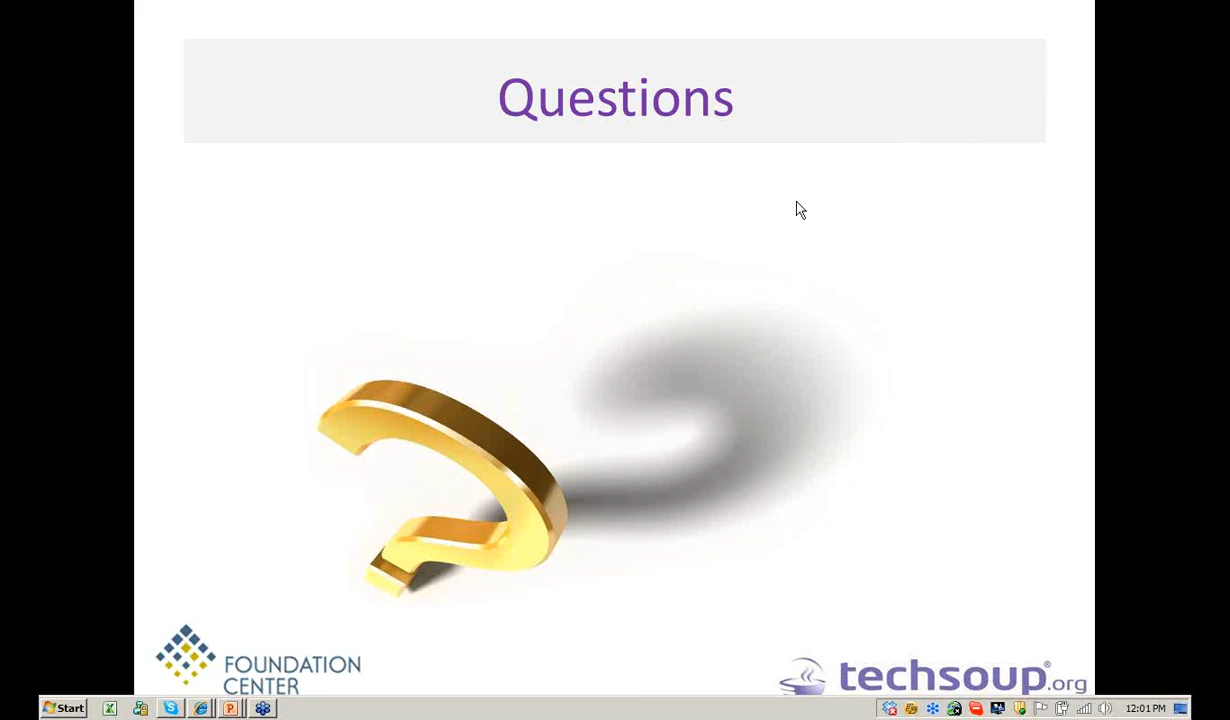 Questions
FOUNDATION
CENTER
techsoup®.org
Start
12:01 PM